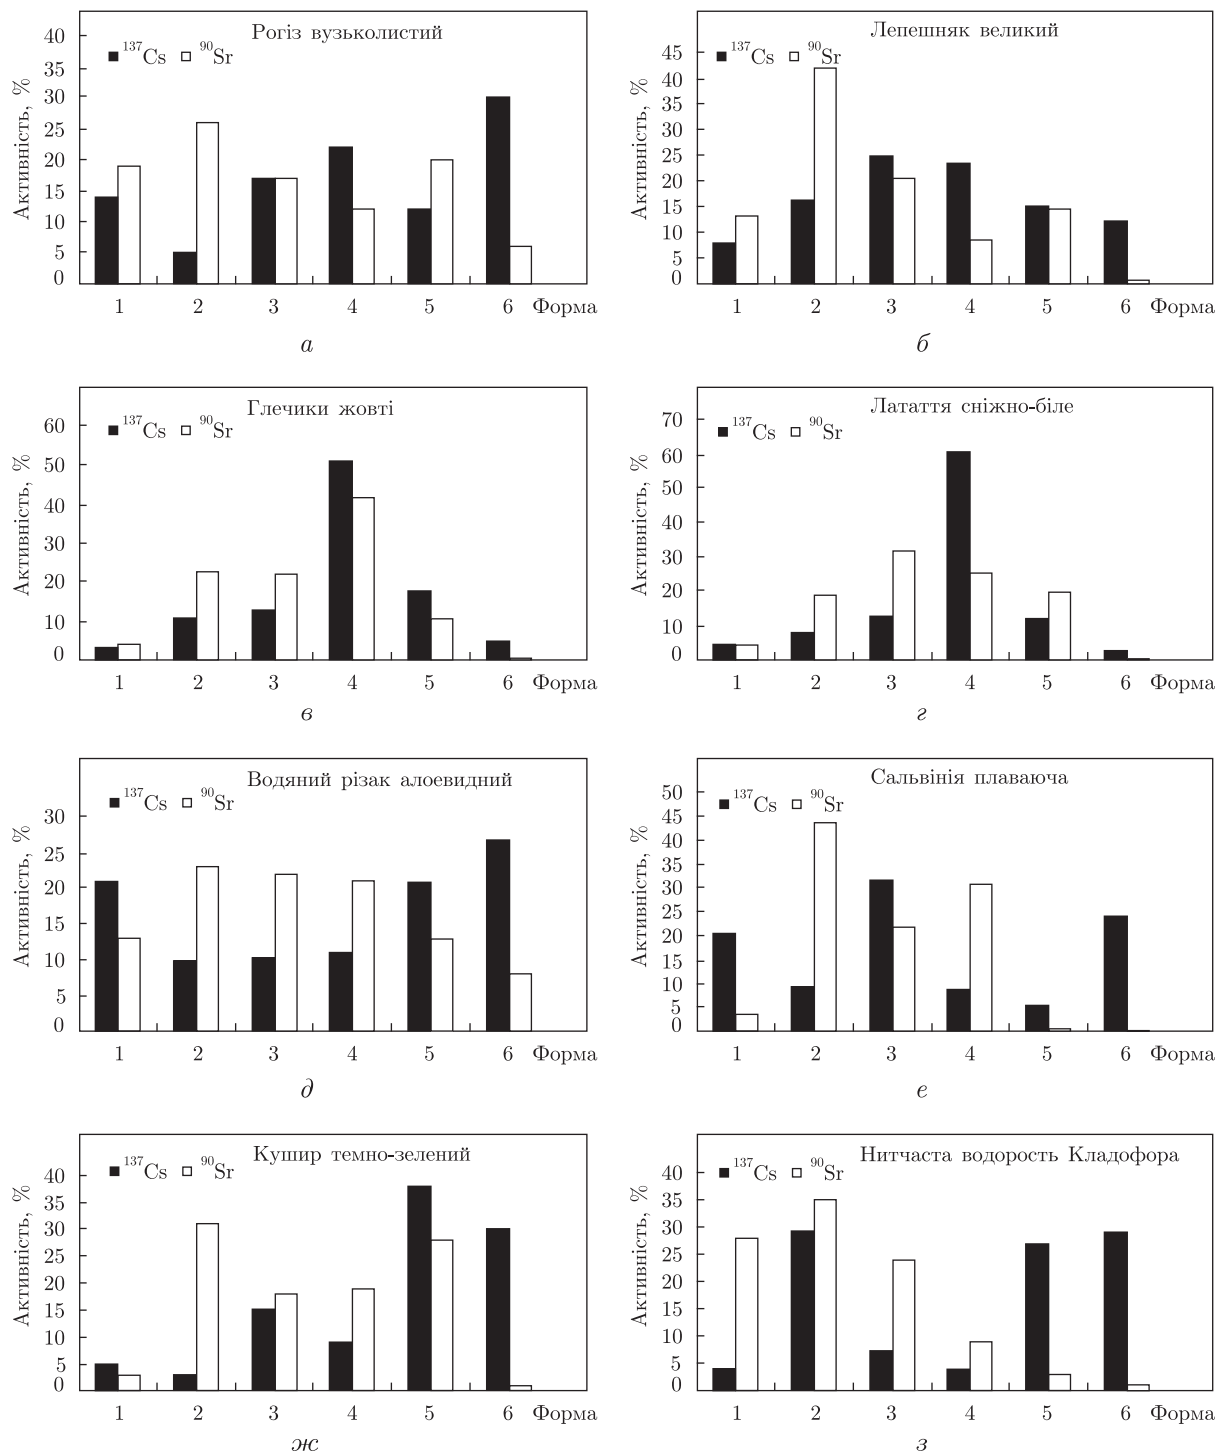 Рогіз вузьколистий
137Cs 90Sr
Активність, %
40
35
30
25
20
15
10
5
0
1 2 3 4 5 6 Форма
а
Лепешняк великий
137Cs 90Sr
Активність, %
45
40
35
30
25
20
15
10
5
0
1 2 3 4 5 6 Форма
б
Глечики жовті
137Cs 90Sr
Активність, %
60
50
40
30
20
10
0
1 2 3 4 5 6 Форма
в
Латаття сніжно-біле
137Cs 90Sr
Активність, %
70
60
50
40
30
20
10
0
1 2 3 4 5 6 Форма
г
Водяний різак алоевидний
137Cs 90Sr
Активність, %
30
25
20
15
10
5
0
1 2 3 4 5 6 Форма
д
Сальвінія плаваюча
137Cs 90Sr
Активність, %
50
45
40
35
30
25
20
15
10
5
0
1 2 3 4 5 6 Форма
е
Кушир темно-зелений
137Cs 90Sr
Активність, %
40
35
30
25
20
15
10
5
0
1 2 3 4 5 6 Форма
ж
Нитчаста водорость Кладофора
137Cs 90Sr
Активність, %
40
35
30
25
20
15
10
5
0
1 2 3 4 5 6 Форма
з